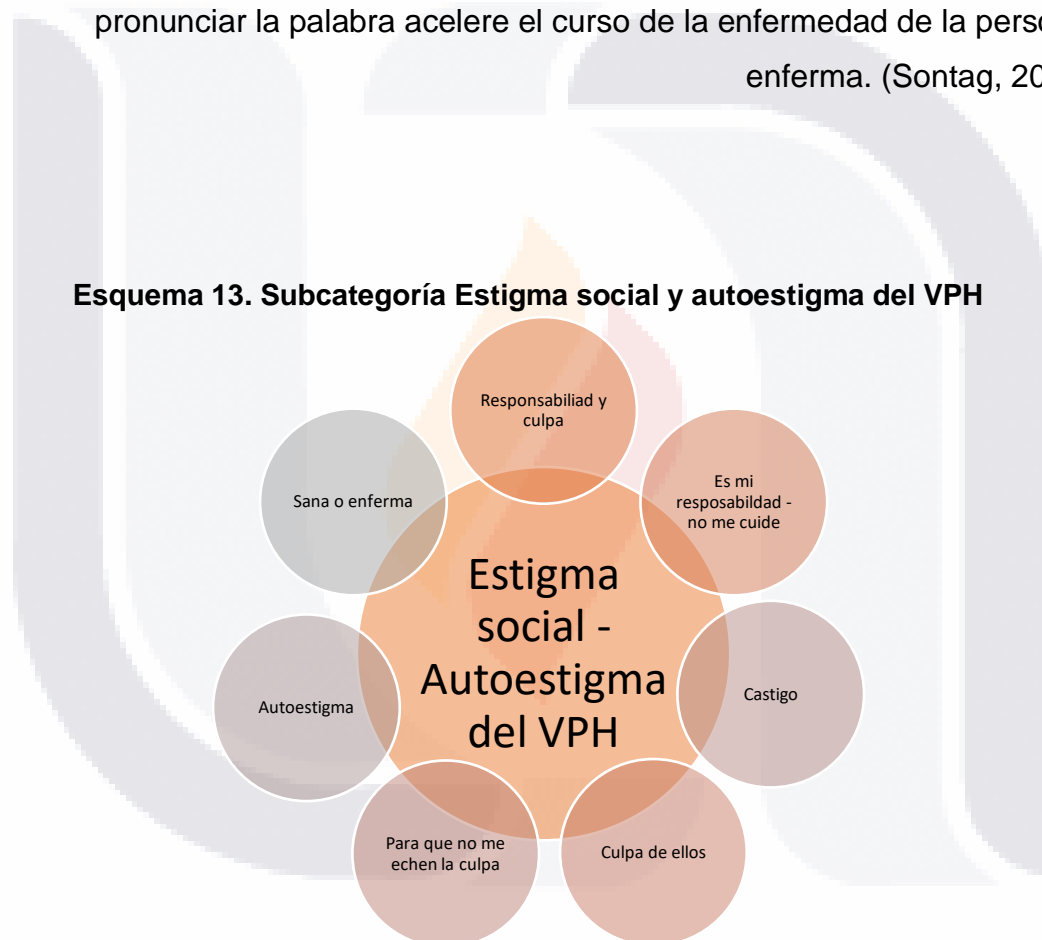 pronunciar la palabra acelere el curso de la enfermedad de la
enferma. (Sontag,
Esquema 13. Subcategoría Estigma social y autoestigma del VPH
Responsabiliad y
culpa
Es mi
resposabildad -
no me cuide
Castigo
Culpa de ellos
Para que no me
echen la culpa
Autoestigma
Sana o enferma
Estigma
social -
Autoestigma
del VPH